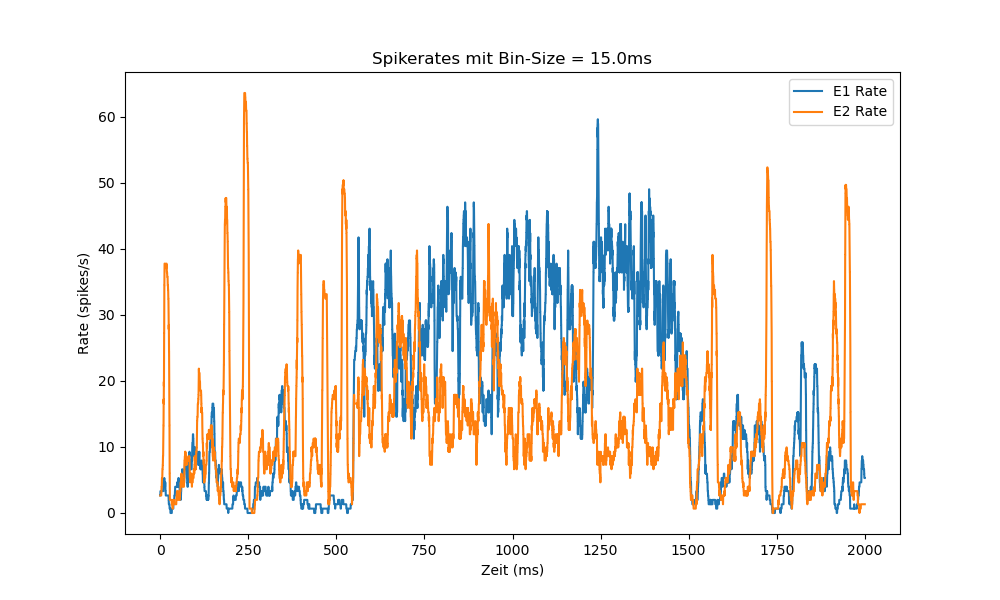 Spikerates mit Bin-Size = 15.0ms
E1 Rate
E2 Rate
60
50
40
30
20
10
0
Rate (spikes/s)
0 250 500 750 1000 1250 1500 1750 2000
Zeit (ms)